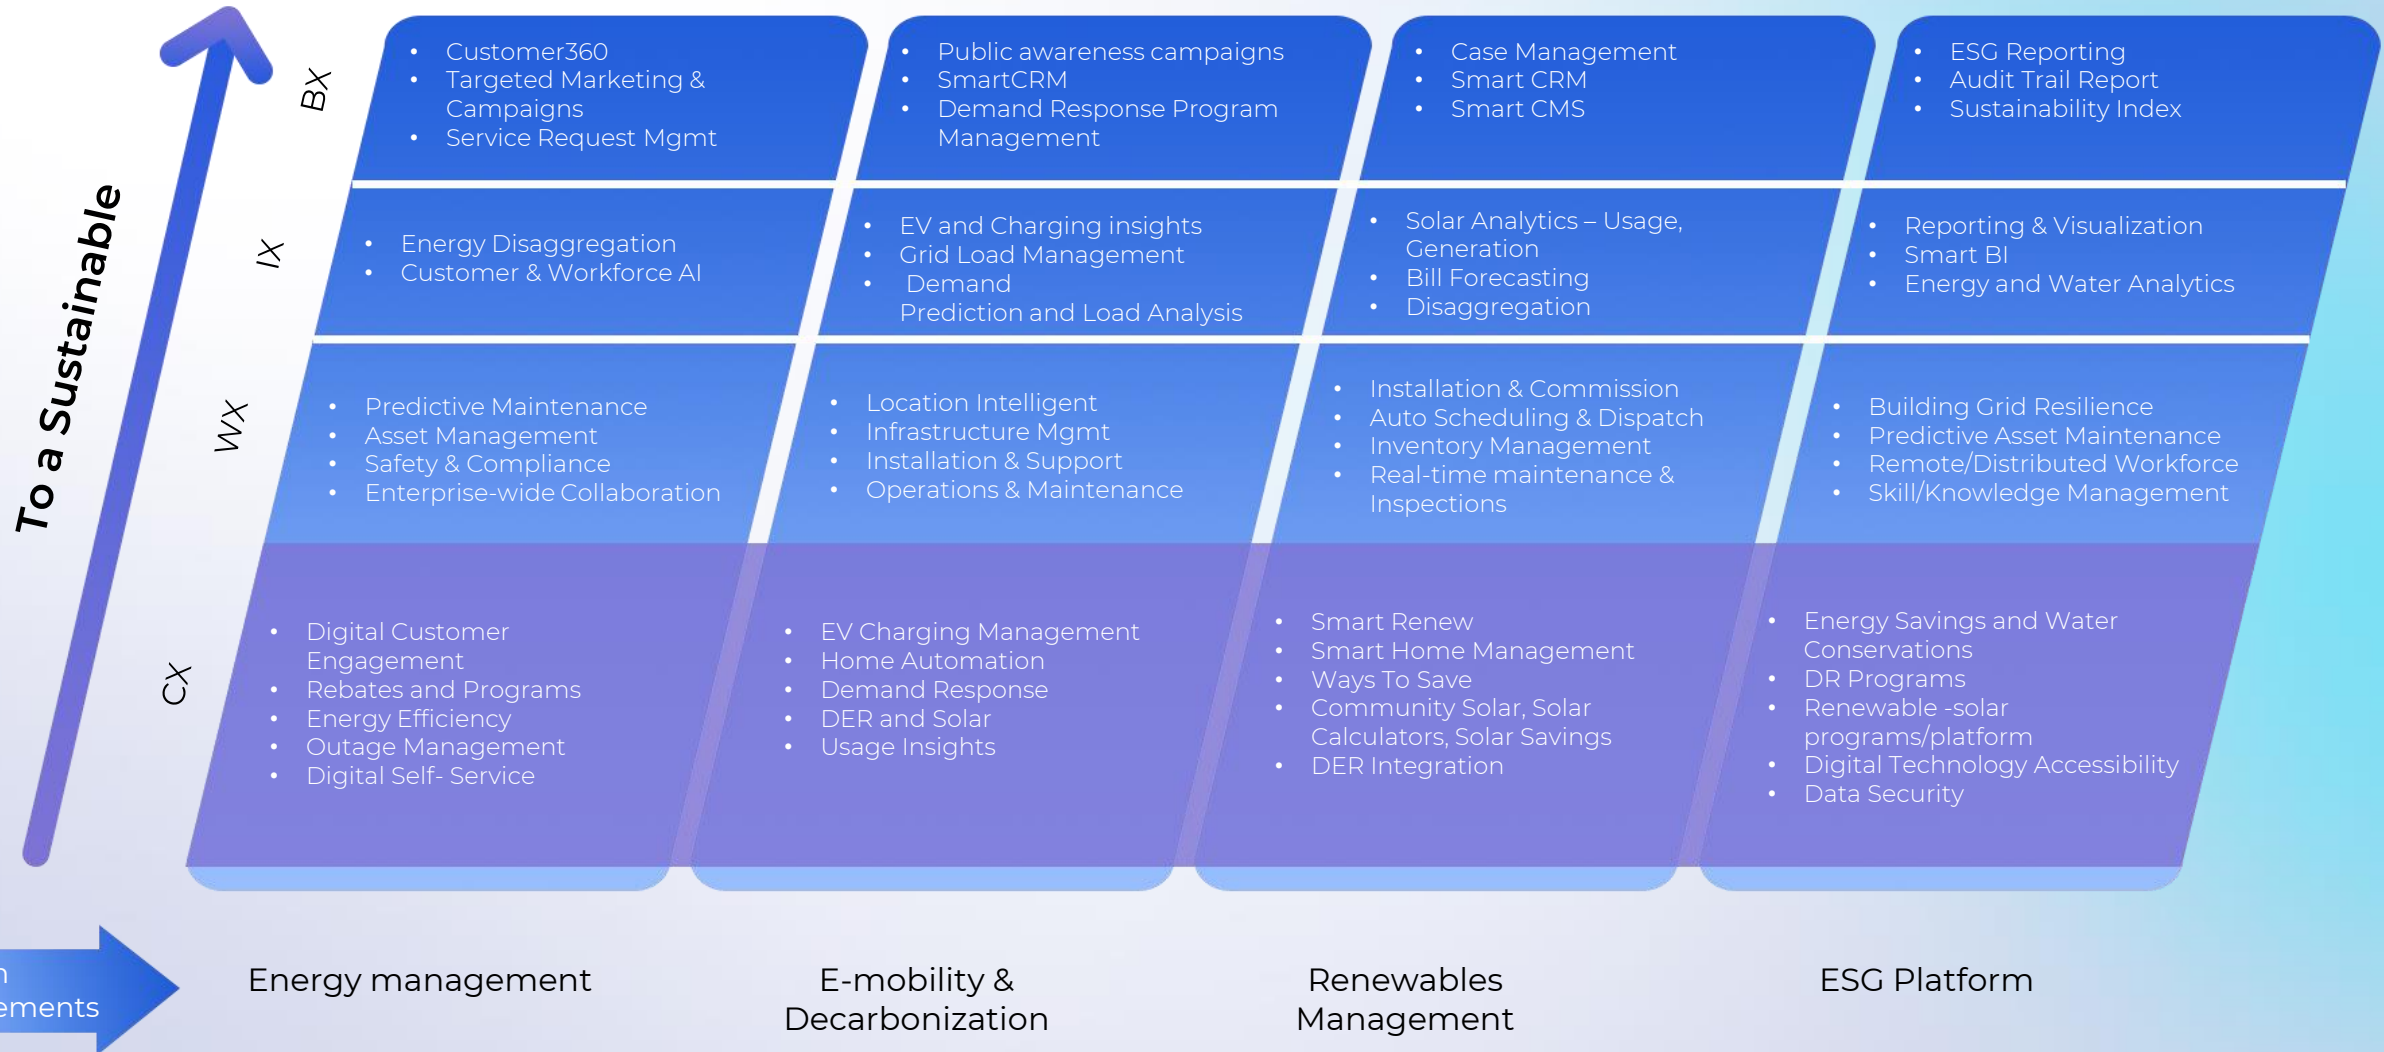 To a Sustainable
BX
• Customer360
• Targeted Marketing &
Campaigns
• Service Request Mgmt
• Public awareness campaigns
• SmartCRM
• Demand Response Program
Management
• Case Management
• Smart CRM
• Smart CMS
• ESG Reporting
• Audit Trail Report
• Sustainability Index
IX
• Energy Disaggregation
• Customer & Workforce AI
• EV and Charging insights
• Grid Load Management
• Demand
Prediction and Load Analysis
• Solar Analytics – Usage,
Generation
• Bill Forecasting
• Disaggregation
• Reporting & Visualization
• Smart BI
• Energy and Water Analytics
WX
• Predictive Maintenance
• Asset Management
• Safety & Compliance
• Enterprise-wide Collaboration
• Location Intelligent
• Infrastructure Mgmt
• Installation & Support
• Operations & Maintenance
• Installation & Commission
• Auto Scheduling & Dispatch
• Inventory Management
• Real-time maintenance &
Inspections
• Building Grid Resilience
• Predictive Asset Maintenance
• Remote/Distributed Workforce
• Skill/Knowledge Management
CX
• Digital Customer
Engagement
• Rebates and Programs
• Energy Efficiency
• Outage Management
• Digital Self- Service
• EV Charging Management
• Home Automation
• Demand Response
• DER and Solar
• Usage Insights
• Smart Renew
• Smart Home Management
• Ways To Save
• Community Solar, Solar
Calculators, Solar Savings
• DER Integration
• Energy Savings and Water
Conservations
• DR Programs
• Renewable -solar
programs/platform
• Digital Technology Accessibility
• Data Security
Energy management
E-mobility &
Decarbonization
Renewables
Management
ESG Platform